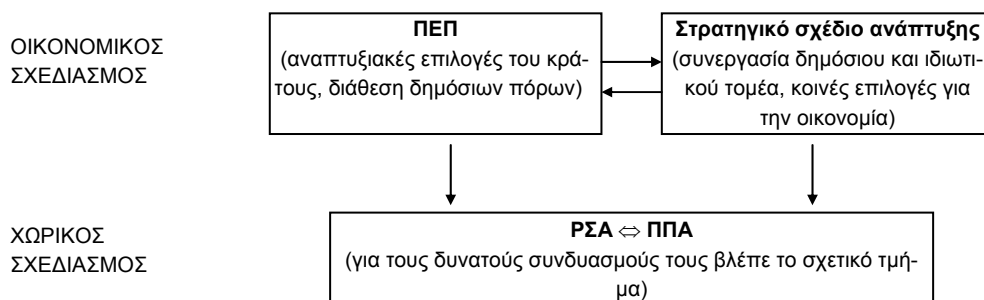 ΟΙΚΟΝΟΜΙΚΟΣ
ΣΧΕΔΙΑΣΜΟΣ
ΠΕΠ
(αναπτυξιακές επιλογές του κρά-
τους, διάθεση δημόσιων πόρων)
Στρατηγικό σχέδιο ανάπτυξης
(συνεργασία δημόσιου και ιδιωτι-
κού τομέα, κοινές επιλογές για
την οικονομία)
ΧΩΡΙΚΟΣ
ΣΧΕΔΙΑΣΜΟΣ
ΡΣΑ ⇔ ΠΠΑ
(για τους δυνατούς συνδυασμούς τους βλέπε το σχετικό τμή-
μα)